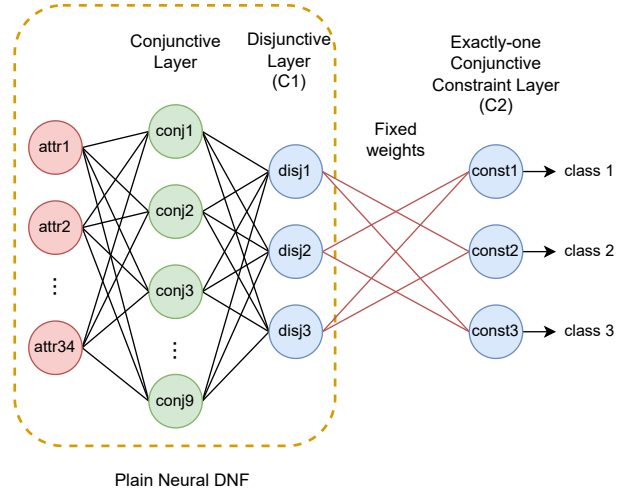 Conjunctive
Layer
Disjunctive
Layer
(C1)
Exactly-one
Conjunctive
Constraint Layer
(C2)
Fixed
weights
attr1
attr2
...
attr34
conj1
conj2
conj3
...
conj9
disj1
disj2
disj3
const1
const2
const3
class 1
class 2
class 3
Plain Neural DNF